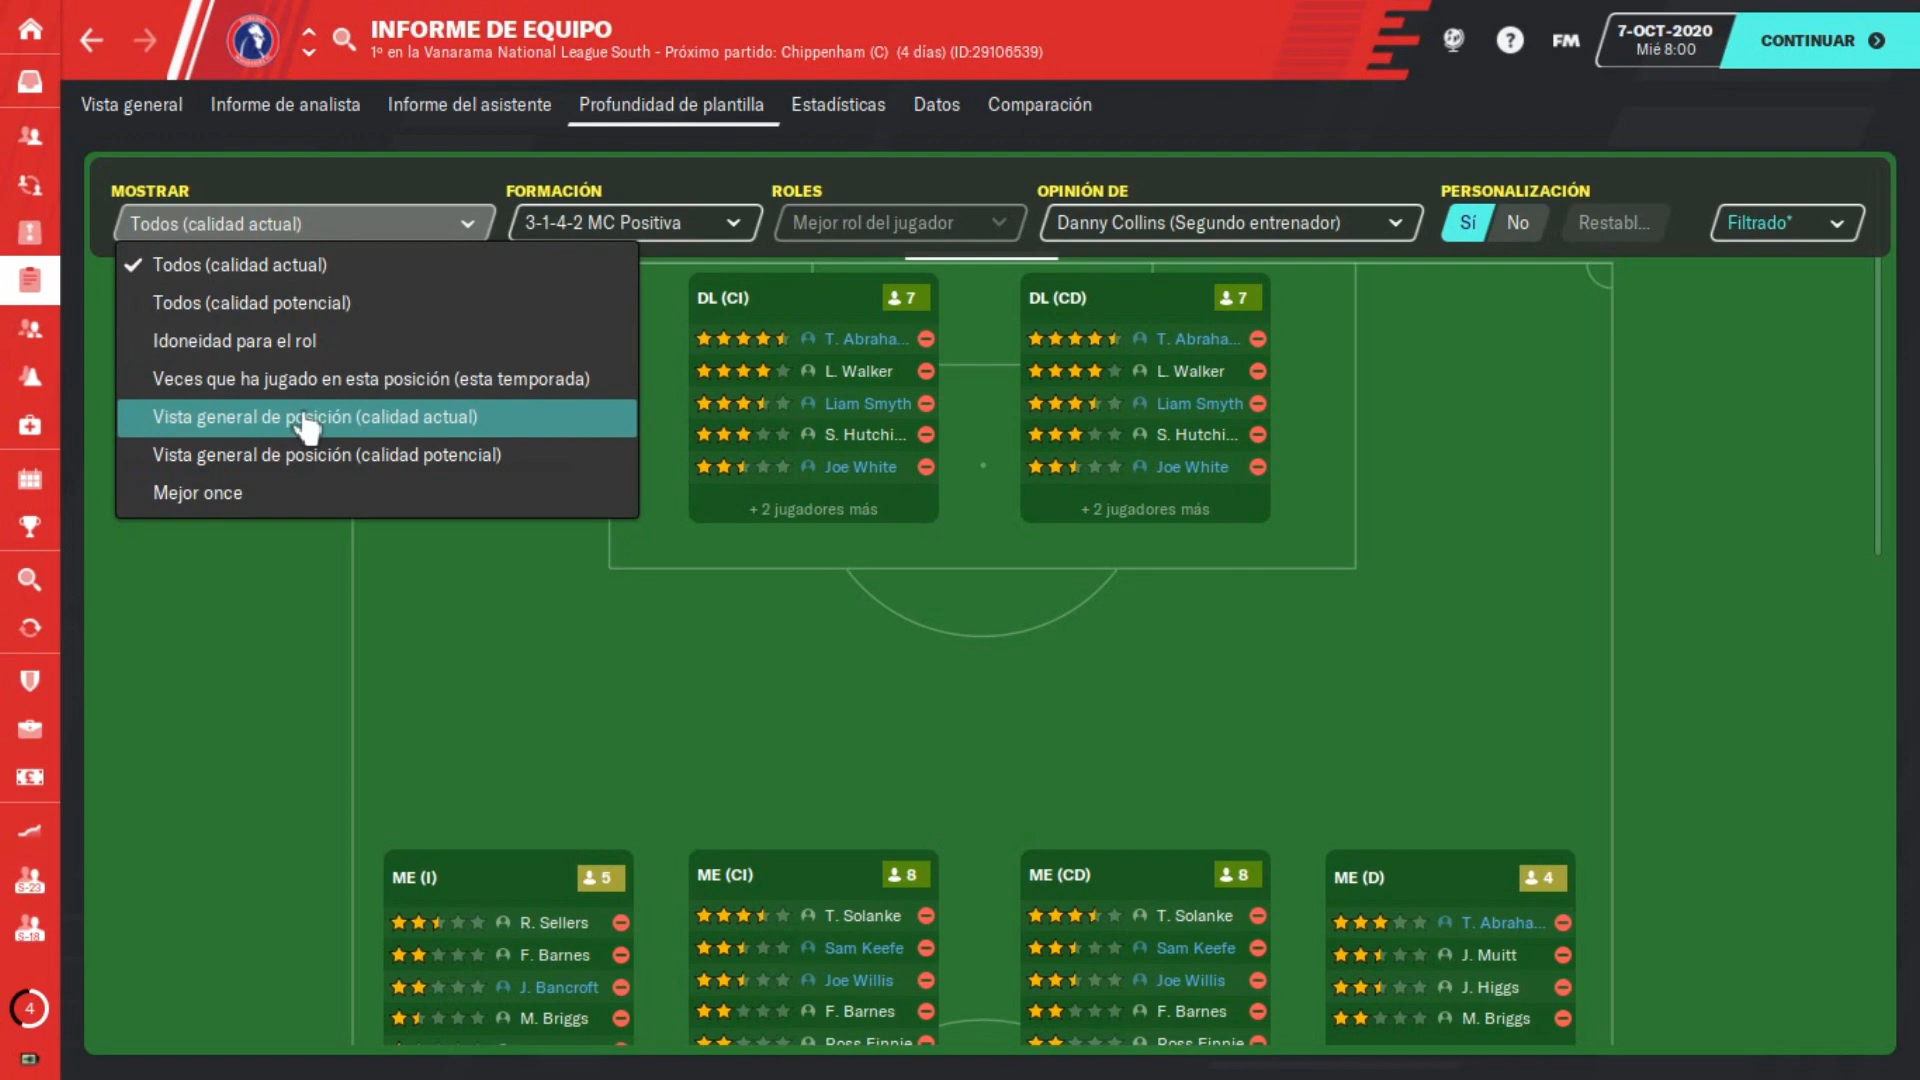 INFORME DE EQUIPO
1º en la Vanarama National League South - Próximo partido: Chippenham (C) (4 días) (ID:29106539)
FM
7-OCT-2020
Mié 8:00
CONTINUAR
Vista general Informe de analista Informe del asistente Profundidad de plantilla Estadísticas Datos Comparación
MOSTRAR FORMACIÓN ROLES OPINIÓN DE PERSONALIZACIÓN
Todos (calidad actual) 3-1-4-2 MC Positiva Mejor rol del jugador Danny Collins (Segundo entrenador) Sí No Restabl... Filtrado*
Todos (calidad actual)
Todos (calidad potencial)
Idoneidad para el rol
Veces que ha jugado en esta posición (esta temporada)
Vista general de posición (calidad actual)
Vista general de posición (calidad potencial)
Mejor once
DL (CI) 7
T. Abraha...
L. Walker
Liam Smyth
S. Hutchi...
Joe White
+ 2 jugadores más
DL (CD) 7
T. Abraha...
L. Walker
Liam Smyth
S. Hutchi...
Joe White
+ 2 jugadores más
ME (I) 5
R. Sellers
F. Barnes
J. Bancroft
M. Briggs
ME (CI) 8
T. Solanke
Sam Keefe
Joe Willis
F. Barnes
Ross Finnie
ME (CD) 8
T. Solanke
Sam Keefe
Joe Willis
F. Barnes
Ross Finnie
ME (D) 4
T. Abraha...
J. Muitt
J. Higgs
M. Briggs
S-23
S-18
4